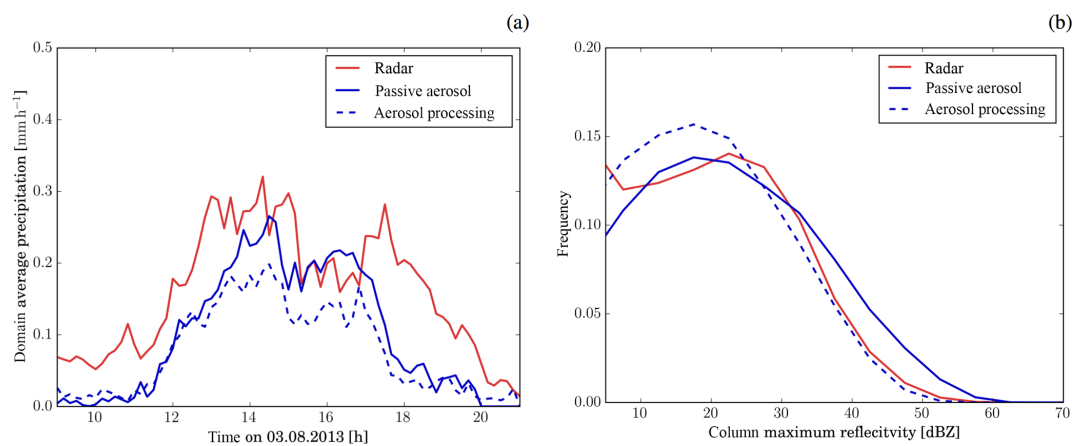 (a)
0.5
0.4
0.3
0.2
0.1
0.0
Domain average precipitation [mm h⁻¹]
Radar
Passive aerosol
Aerosol processing
10 12 14 16 18 20
Time on 03.08.2013 [h]
(b)
0.20
0.15
0.10
0.05
0.00
Frequency
Radar
Passive aerosol
Aerosol processing
10 20 30 40 50 60 70
Column maximum reflecitvity [dBZ]